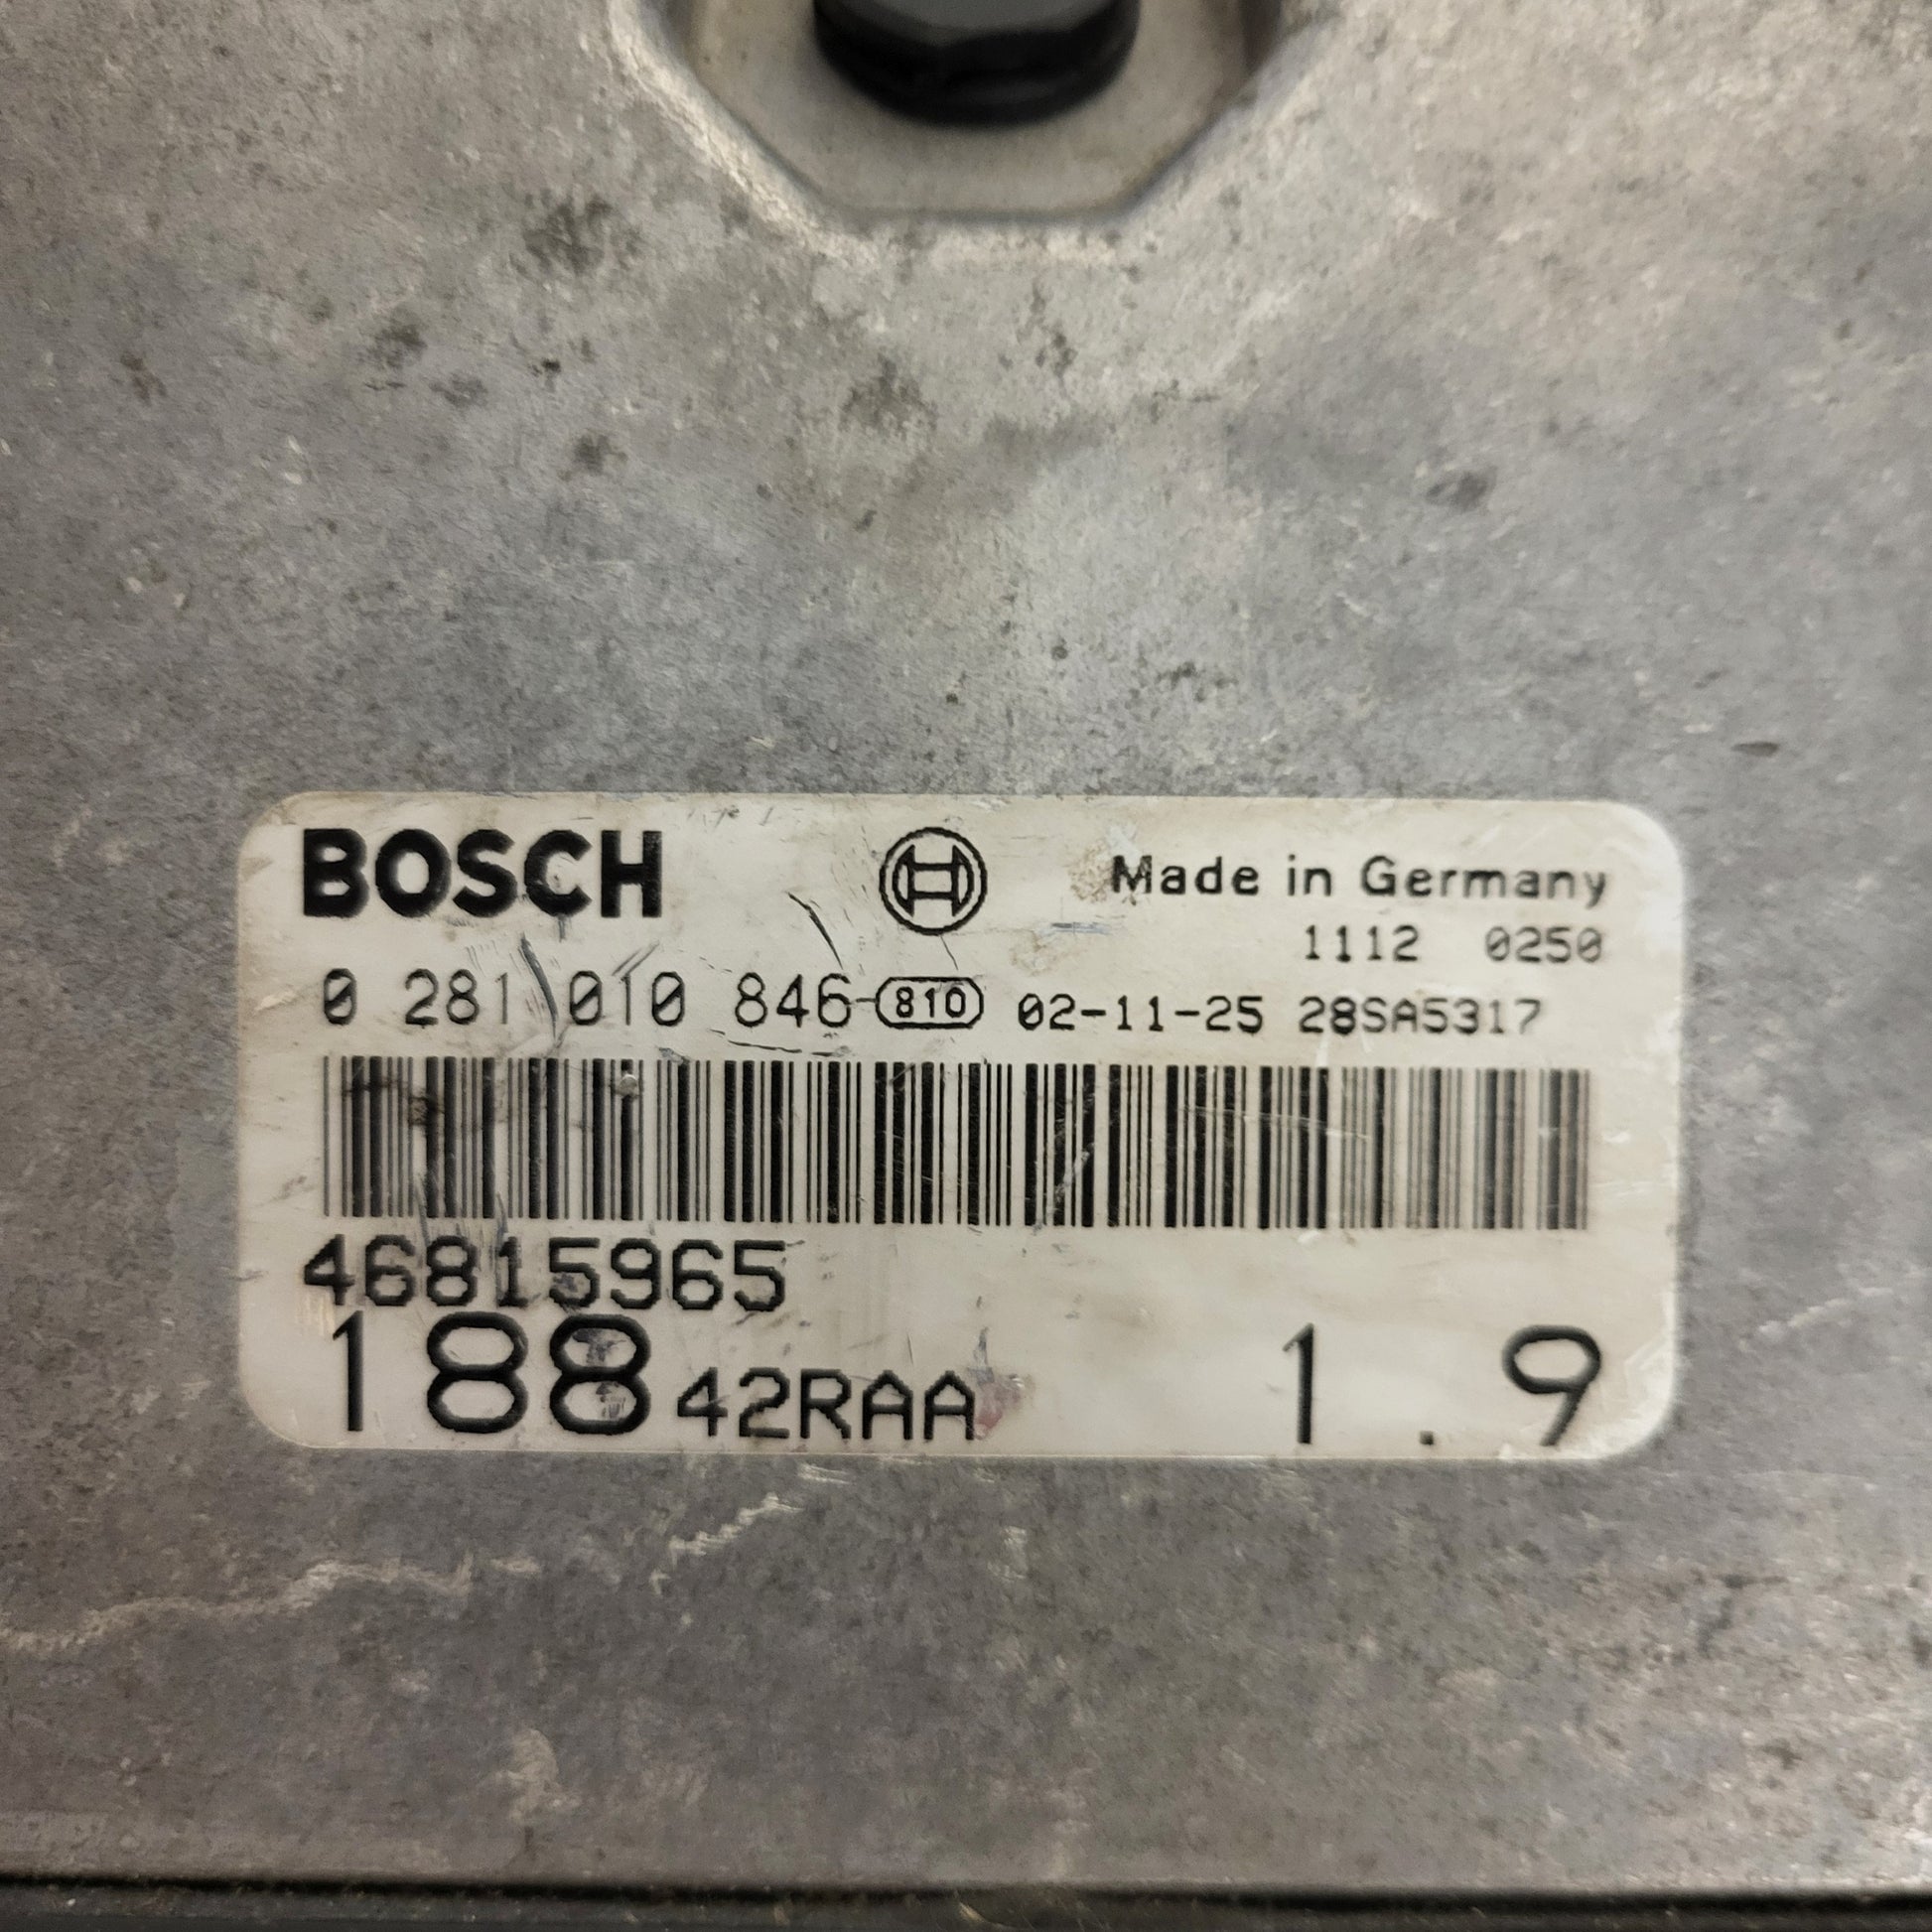 BOSCH Made in Germany
1112 0250
0 281 010 846 810 02-11-25 28SA5317
46815965
188 42RAA 1.9